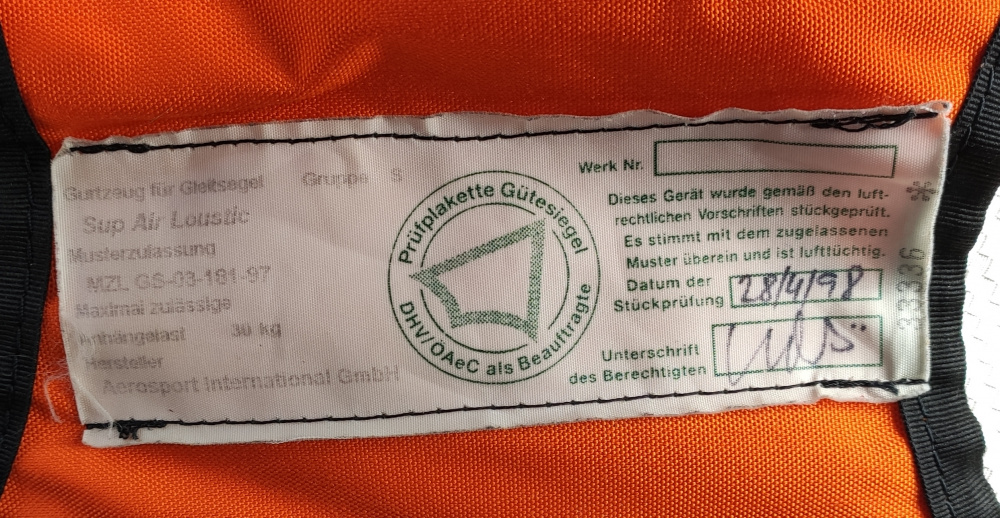 Gurtzeug für Gleitsegel Gruppe S
Sup Air Loustic
Musterzulassung
MZL GS-03-181-97
Maximal zulässige
Anhängelast 30 kg
Hersteller
Aerosport International GmbH
Prüfplakette Gütesiegel
DHV/ÖAeC als Beauftragte
Werk Nr.
Dieses Gerät wurde gemäß den luft-
rechtlichen Vorschriften stückgeprüft.
Es stimmt mit dem zugelassenen
Muster überein und ist lufttüchtig.
Datum der
Stückprüfung 28/4/98
Unterschrift
des Berechtigten